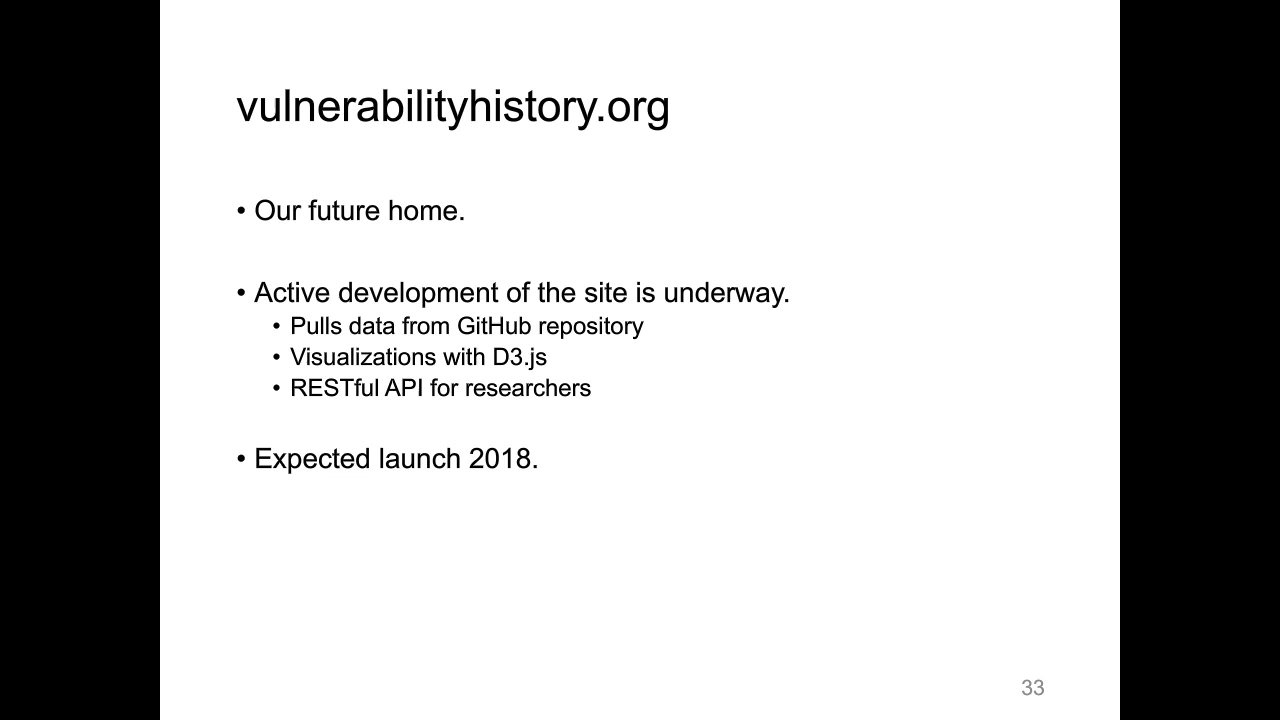 vulnerabilityhistory.org
• Our future home.
• Active development of the site is underway.
• Pulls data from GitHub repository
• Visualizations with D3.js
• RESTful API for researchers
• Expected launch 2018.
33